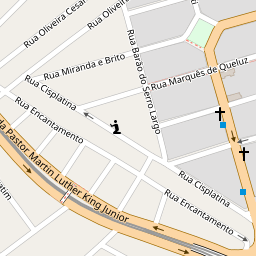 Rua Oliveira Cesar
Rua Oliveira
Rua Miranda e Brito
Rua Barão do Serro Largo
Rua Marquês de Queluz
Rua Cisplatina
Rua Encantamento
Pastor Martin Luther King Junior
Rua Cisplatina
Rua Encantamento